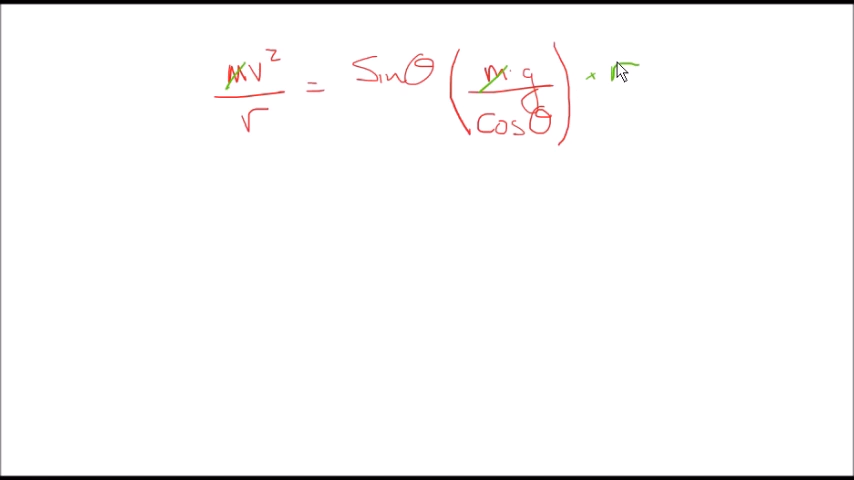 mv²/r = Sinθ (m·g/cosθ) × r